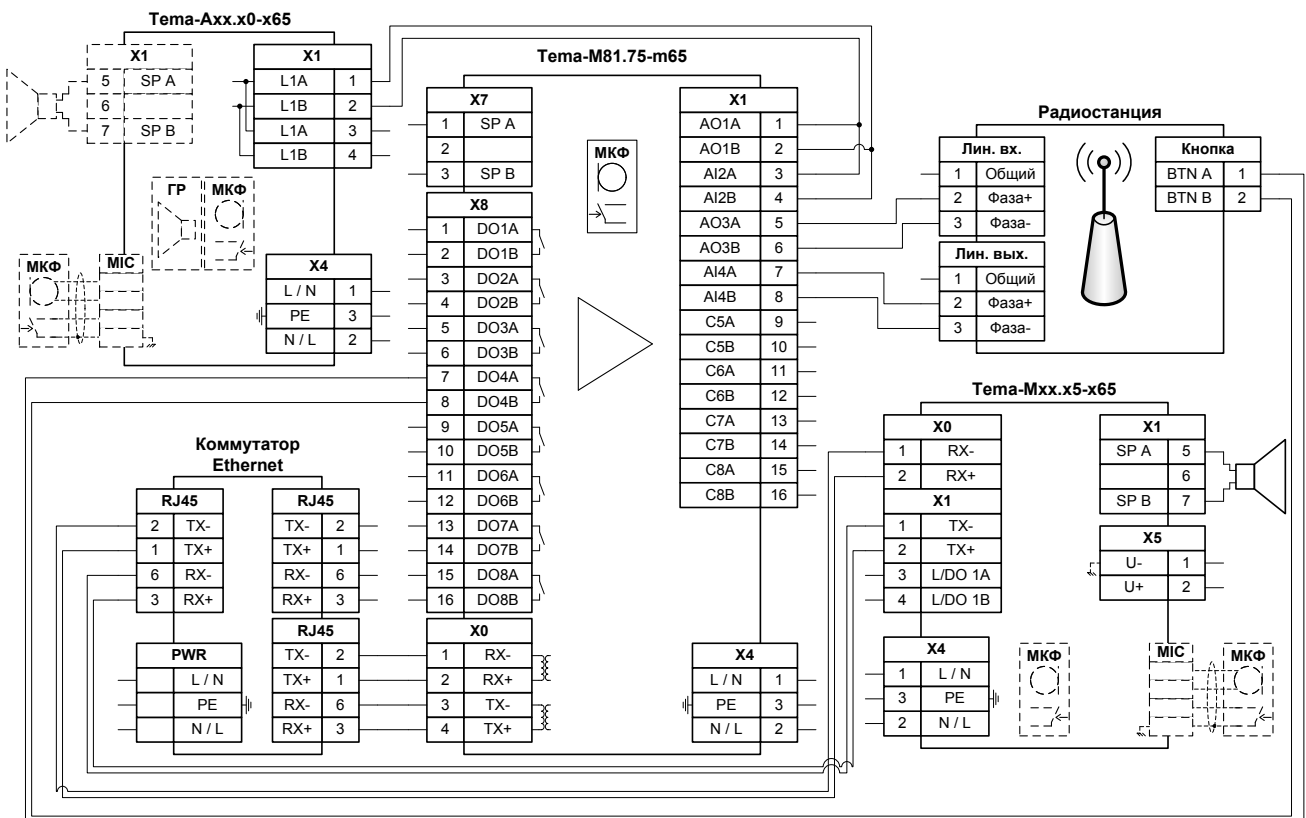 Tema-Axx.x0-x65
X1
5 SP A
6
7 SP B
X1
L1A 1
L1B 2
L1A 3
L1B 4
ГР
МКФ
МКФ
MIC
X4
L / N 1
PE 3
N / L 2
Tema-M81.75-m65
X7
1 SP A
2
3 SP B
X8
1 DO1A
2 DO1B
3 DO2A
4 DO2B
5 DO3A
6 DO3B
7 DO4A
8 DO4B
9 DO5A
10 DO5B
11 DO6A
12 DO6B
13 DO7A
14 DO7B
15 DO8A
16 DO8B
X0
1 RX-
2 RX+
3 TX-
4 TX+
МКФ
X1
AO1A 1
AO1B 2
AI2A 3
AI2B 4
AO3A 5
AO3B 6
AI4A 7
AI4B 8
C5A 9
C5B 10
C6A 11
C6B 12
C7A 13
C7B 14
C8A 15
C8B 16
X4
L / N 1
PE 3
N / L 2
Радиостанция
Лин. вх.
1 Общий
2 Фаза+
3 Фаза-
Лин. вых.
1 Общий
2 Фаза+
3 Фаза-
Кнопка
BTN A 1
BTN B 2
Коммутатор
Ethernet
RJ45
2 TX-
1 TX+
6 RX-
3 RX+
RJ45
TX- 2
TX+ 1
RX- 6
RX+ 3
RJ45
TX- 2
TX+ 1
RX- 6
RX+ 3
PWR
L / N
PE
N / L
Tema-Mxx.x5-x65
X0
1 RX-
2 RX+
X1
1 TX-
2 TX+
3 L/DO 1A
4 L/DO 1B
X4
1 L / N
3 PE
2 N / L
X1
SP A 5
6
SP B 7
X5
U- 1
U+ 2
МКФ
MIC
МКФ